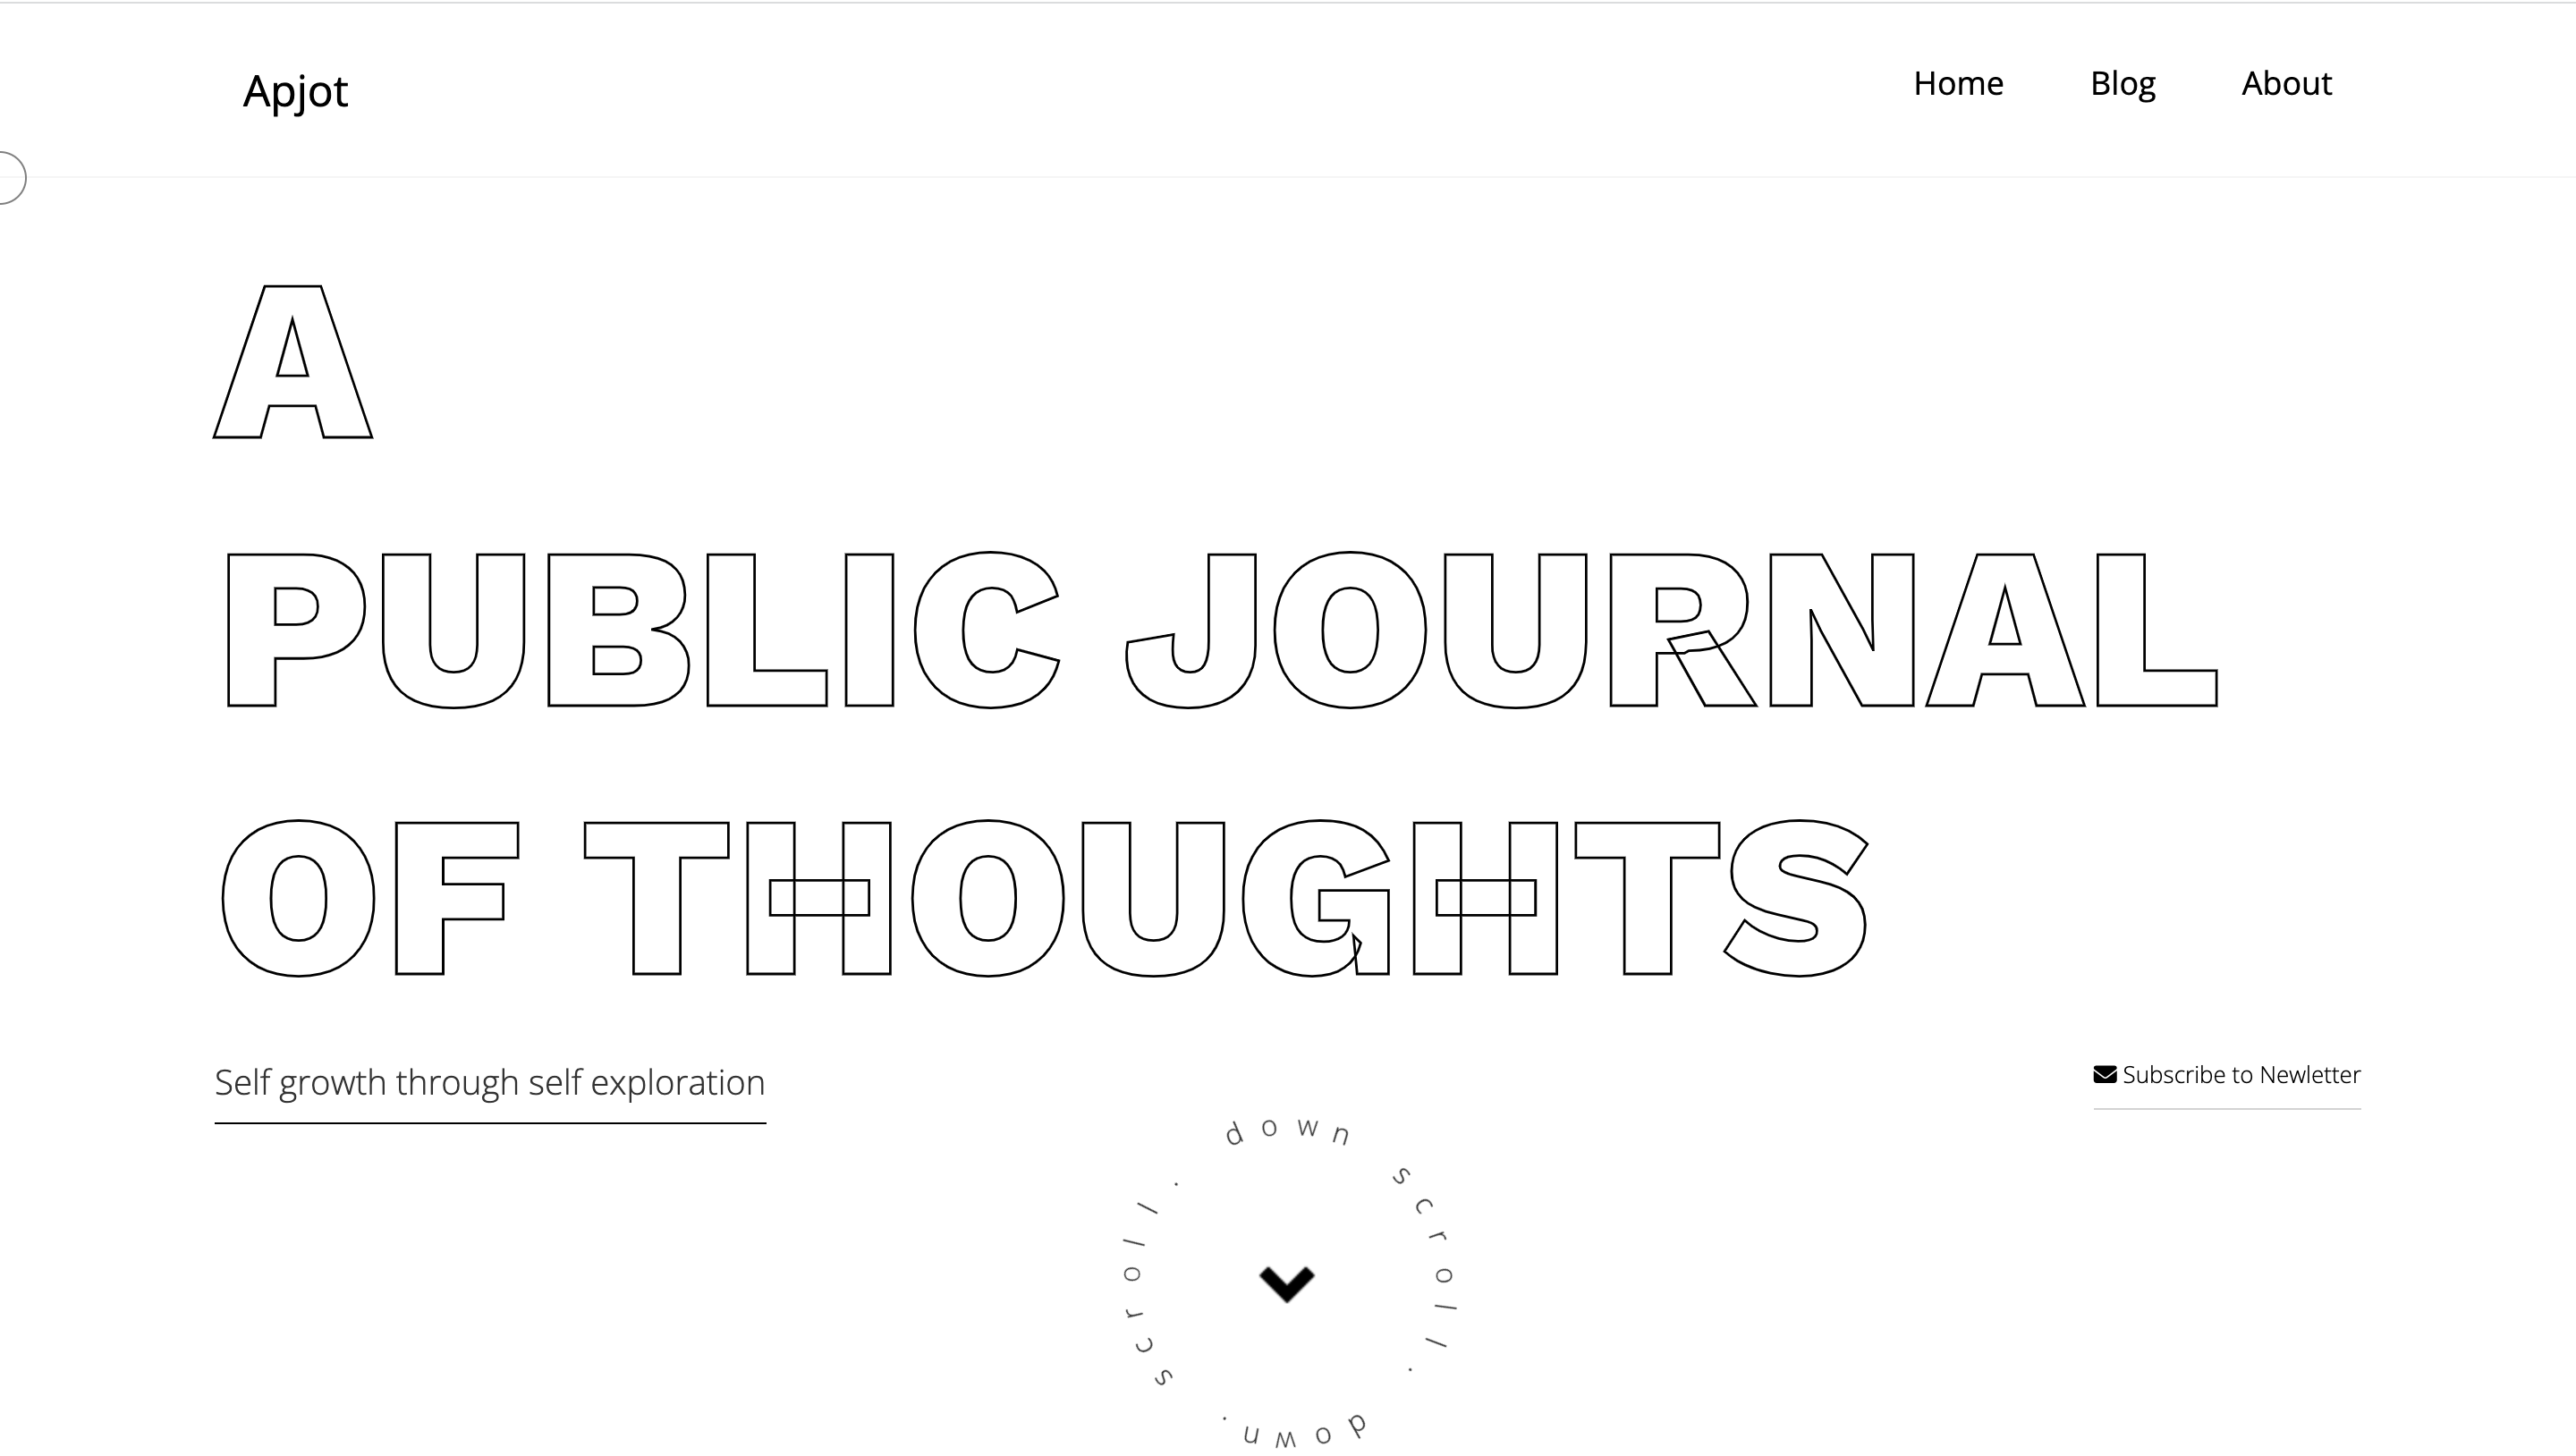 Apjot
Home
Blog
About
A
PUBLIC JOURNAL
OF THOUGHTS
Self growth through self exploration
Subscribe to Newletter
down scroll . down . scroll .